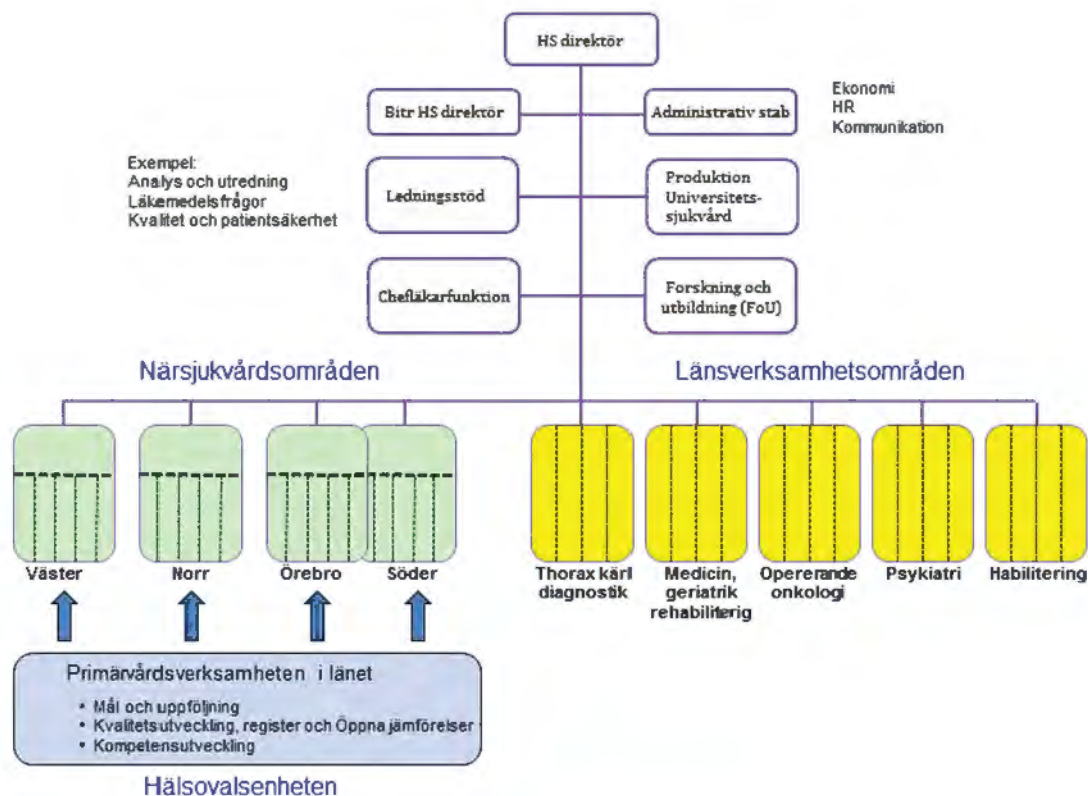 HS direktör
Bitr HS direktör
Administrativ stab
Ekonomi
HR
Kommunikation
Exempel:
Analys och utredning
Läkemedelsfrågor
Kvalitet och patientsäkerhet
Ledningsstöd
Produktion
Universitets-
sjukvård
Chefläkarfunktion
Forskning och
utbildning (FoU)
Närsjukvårdsområden
Länsverksamhetsområden
Väster
Norr
Örebro
Söder
Thorax kärl
diagnostik
Medicin,
geriatrik
rehabiliterig
Opererande
onkologi
Psykiatri
Habilitering
Primärvårdsverksamheten i länet
• Mål och uppföljning
• Kvalitetsutveckling, register och Öppna jämförelser
• Kompetensutveckling
Hälsovalsenheten